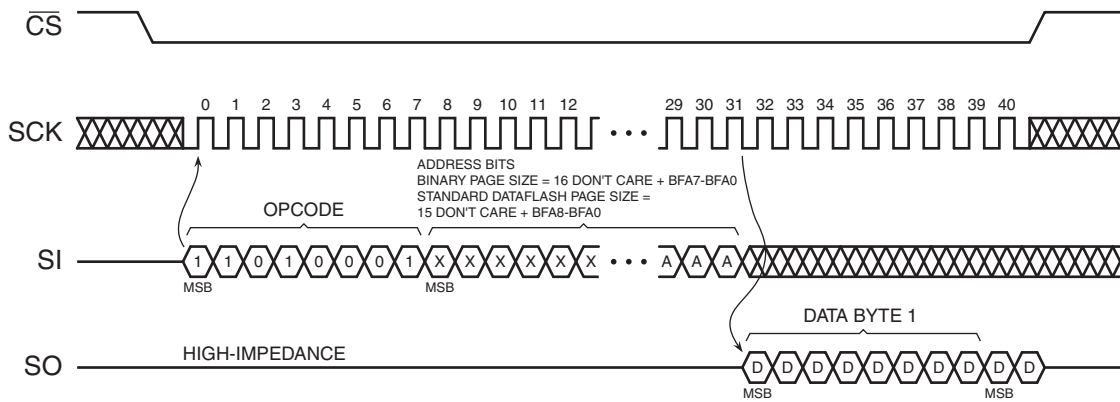 CS
0 1 2 3 4 5 6 7 8 9 10 11 12 29 30 31 32 33 34 35 36 37 38 39 40
SCK
ADDRESS BITS
BINARY PAGE SIZE = 16 DON'T CARE + BFA7-BFA0
STANDARD DATAFLASH PAGE SIZE =
15 DON'T CARE + BFA8-BFA0
OPCODE
SI 1 1 0 1 0 0 0 1 X X X X X X ••• A A A
MSB MSB
DATA BYTE 1
HIGH-IMPEDANCE
SO D D D D D D D D D D
MSB MSB